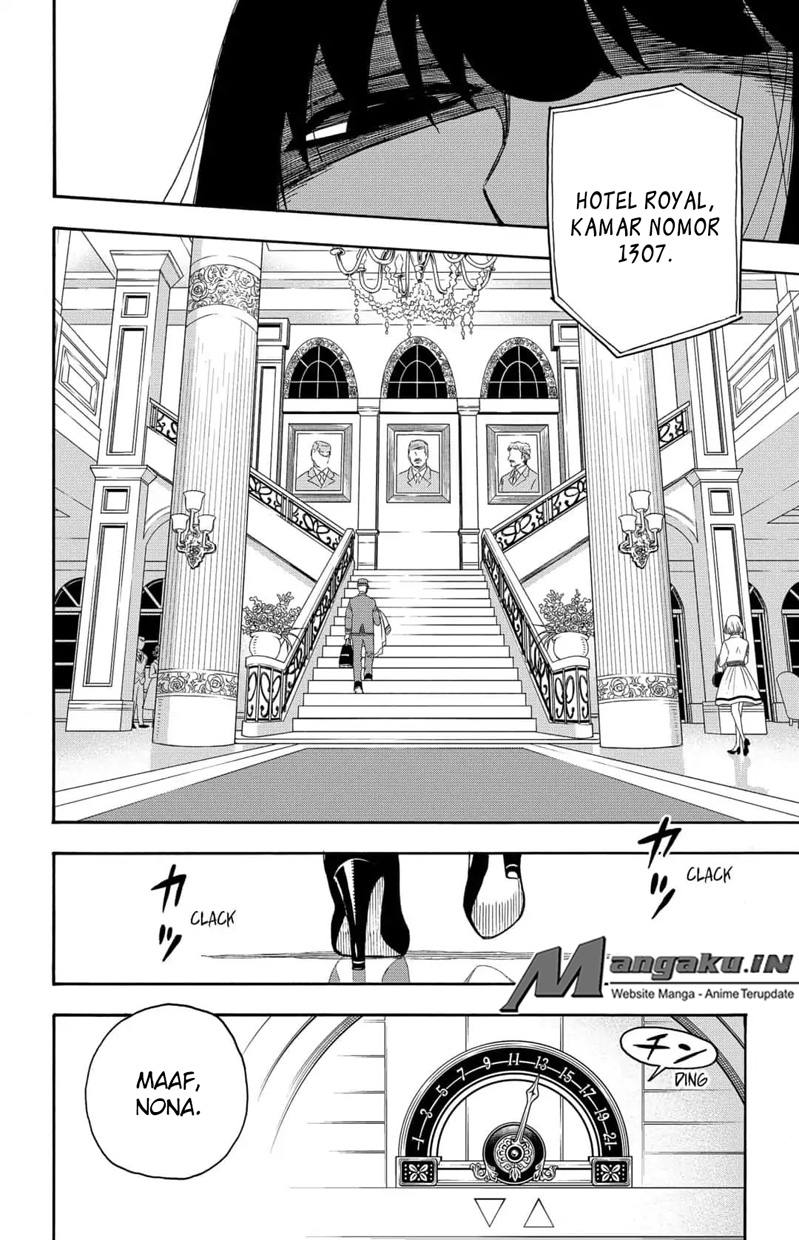 HOTEL ROYAL,
KAMAR NOMOR
1307.
カッ
CLACK
カッ
CLACK
Mangaku.IN
Website Manga - Anime Terupdate
MAAF,
NONA.
1 3 5 7 9 11 13 15 17 19 21
チン
DING